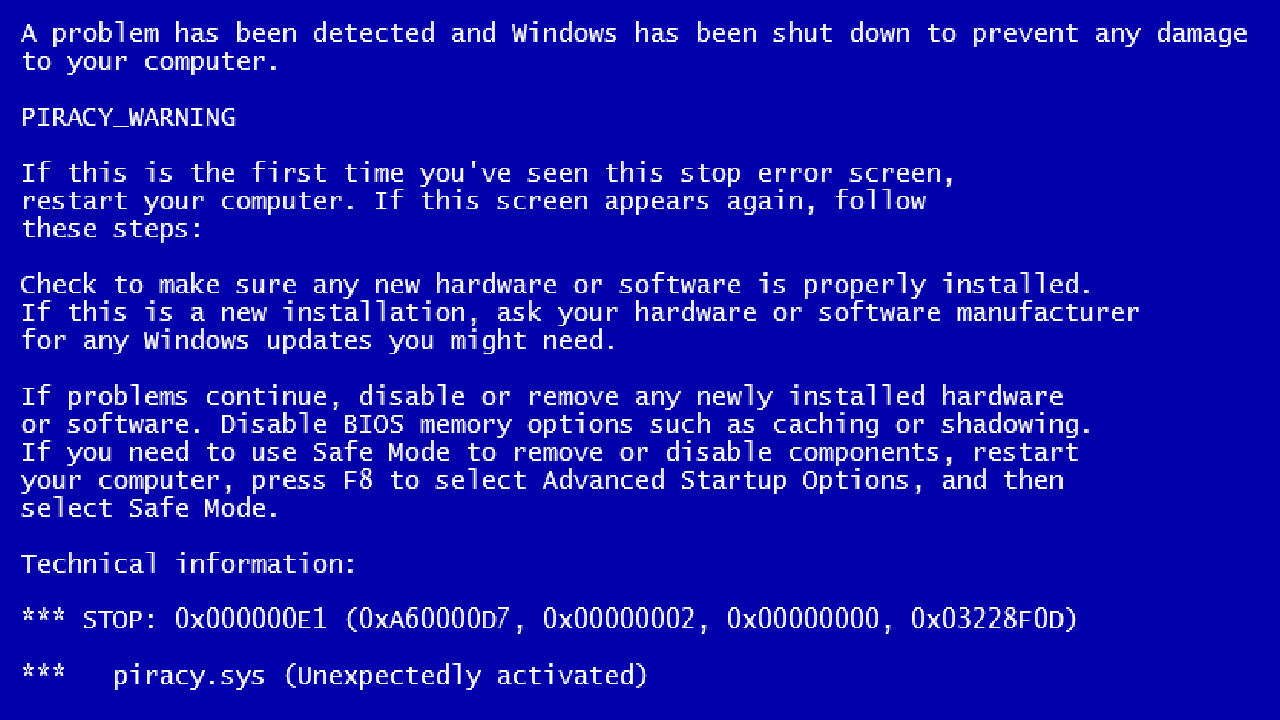 A problem has been detected and Windows has been shut down to prevent any damage
to your computer.
PIRACY_WARNING
If this is the first time you've seen this stop error screen,
restart your computer. If this screen appears again, follow
these steps:
Check to make sure any new hardware or software is properly installed.
If this is a new installation, ask your hardware or software manufacturer
for any Windows updates you might need.
If problems continue, disable or remove any newly installed hardware
or software. Disable BIOS memory options such as caching or shadowing.
If you need to use Safe Mode to remove or disable components, restart
your computer, press F8 to select Advanced Startup Options, and then
select Safe Mode.
Technical information:
*** STOP: 0x000000E1 (0xA60000D7, 0x00000002, 0x00000000, 0x03228F0D)
***   piracy.sys (Unexpectedly activated)